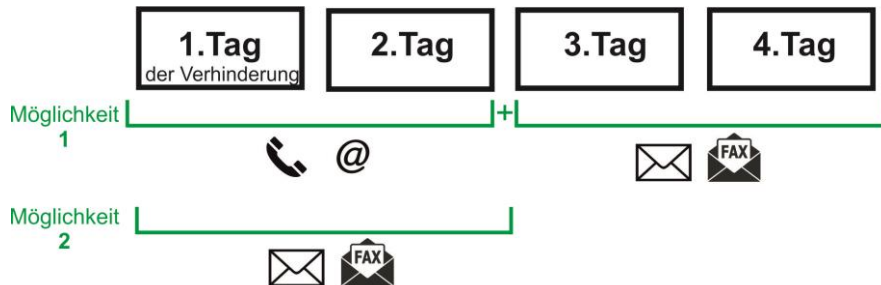 1.Tag
der Verhinderung
2.Tag
3.Tag
4.Tag
Möglichkeit
1
+
@
FAX
Möglichkeit
2
FAX